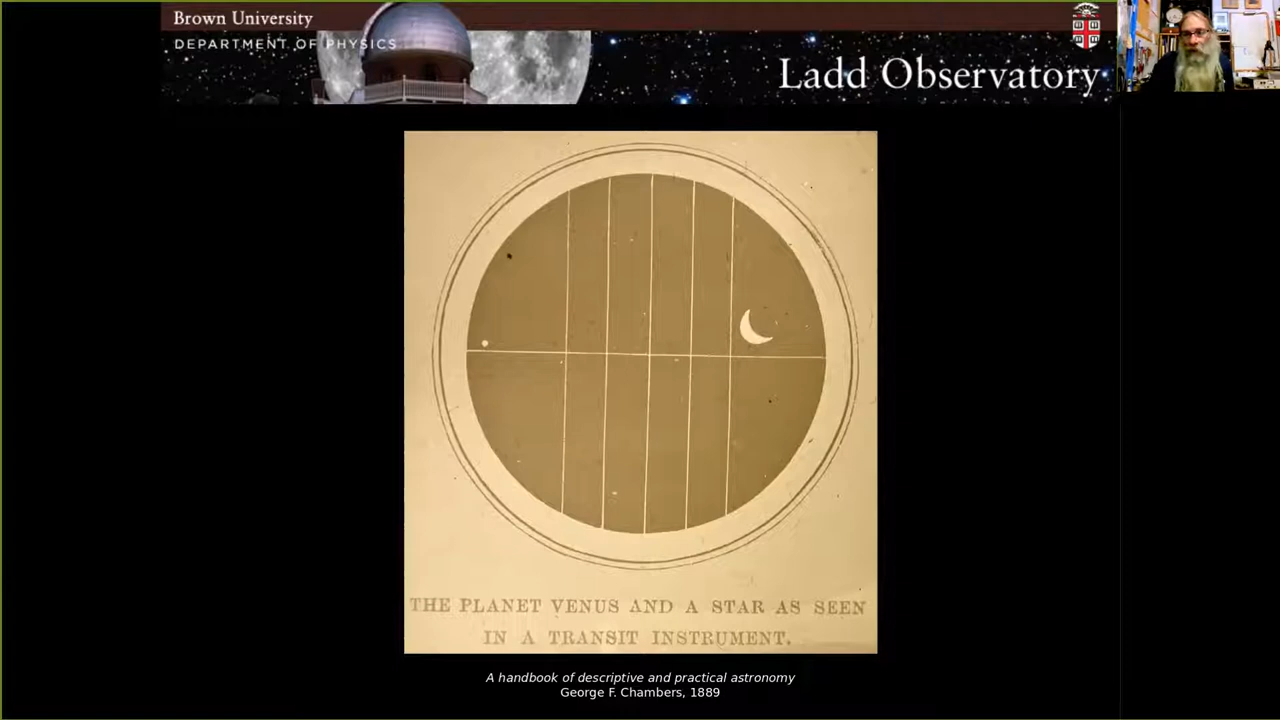 Brown University
DEPARTMENT OF PHYSICS
Ladd Observatory
THE PLANET VENUS AND A STAR AS SEEN
IN A TRANSIT INSTRUMENT.
A handbook of descriptive and practical astronomy
George F. Chambers, 1889